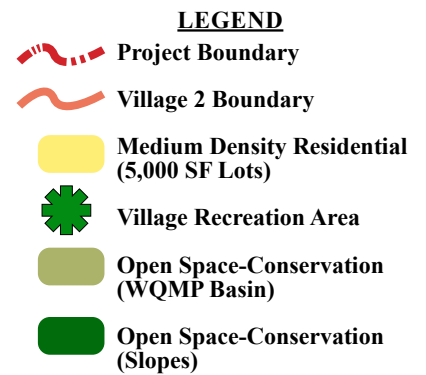 LEGEND
Project Boundary
Village 2 Boundary
Medium Density Residential
(5,000 SF Lots)
Village Recreation Area
Open Space-Conservation
(WQMP Basin)
Open Space-Conservation
(Slopes)